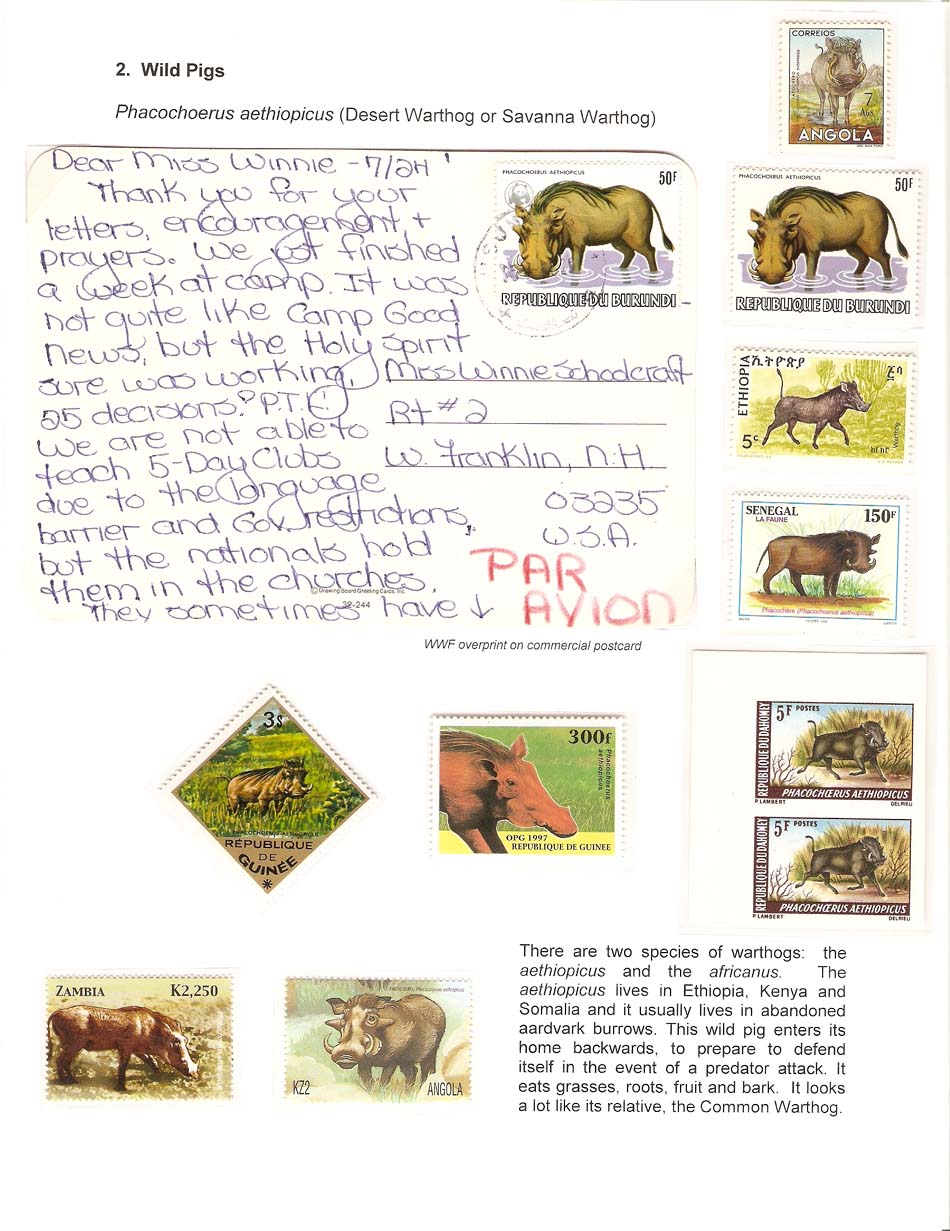 2. Wild Pigs
Phacochoerus aethiopicus (Desert Warthog or Savanna Warthog)
CORREIOS
7
AGS
ANGOLA
Dear Miss Winnie - 7/24
Thank you for your
letters, encouragement, +
prayers. We just finished
a week at camp. It was
not quite like Camp Good
News, but the Holy Spirit
sure was working,
25 decisions! P.T.L!
We are not able to
teach 5-Day Clubs
due to the language
barrier and Gov. restrictions,
but the nationals hold
them in the churches.
They sometimes have ↓
PHACOCHOERUS AETHIOPICUS
50F
REPUBLIQUE DU BURUNDI
Miss Winnie Schoolcraft
Rt #2
W. Franklin, N.H.
03235
U.S.A.
PAR
AVION
© Drawing Board Greeting Cards, Inc.
32-244
PHACOCHOERUS AETHIOPICUS
50F
REPUBLIQUE DU BURUNDI
ETHIOPIA
ኢትዮጵያ
5c
Warthog
SENEGAL
LA FAUNE
150F
Phacochère (Phacochoerus aethiopicus)
WWF overprint on commercial postcard
3s
PHACOCHOERUS AETHIOPICUS
RÉPUBLIQUE
DE
GUINÉE
300f
Phacochoerus
aethiopicus
OPG 1997
REPUBLIQUE DE GUINEE
5F POSTES
REPUBLIQUE DU DAHOMEY
PHACOCHŒRUS AETHIOPICUS
P. LAMBERT
DELRIEU
5F POSTES
REPUBLIQUE DU DAHOMEY
PHACOCHŒRUS AETHIOPICUS
P. LAMBERT
DELRIEU
ZAMBIA
K2,250
FACOCHERO, Phacochoerus aethiopicus
KZ2
ANGOLA
There are two species of warthogs: the
aethiopicus and the africanus. The
aethiopicus lives in Ethiopia, Kenya and
Somalia and it usually lives in abandoned
aardvark burrows. This wild pig enters its
home backwards, to prepare to defend
itself in the event of a predator attack. It
eats grasses, roots, fruit and bark. It looks
a lot like its relative, the Common Warthog.